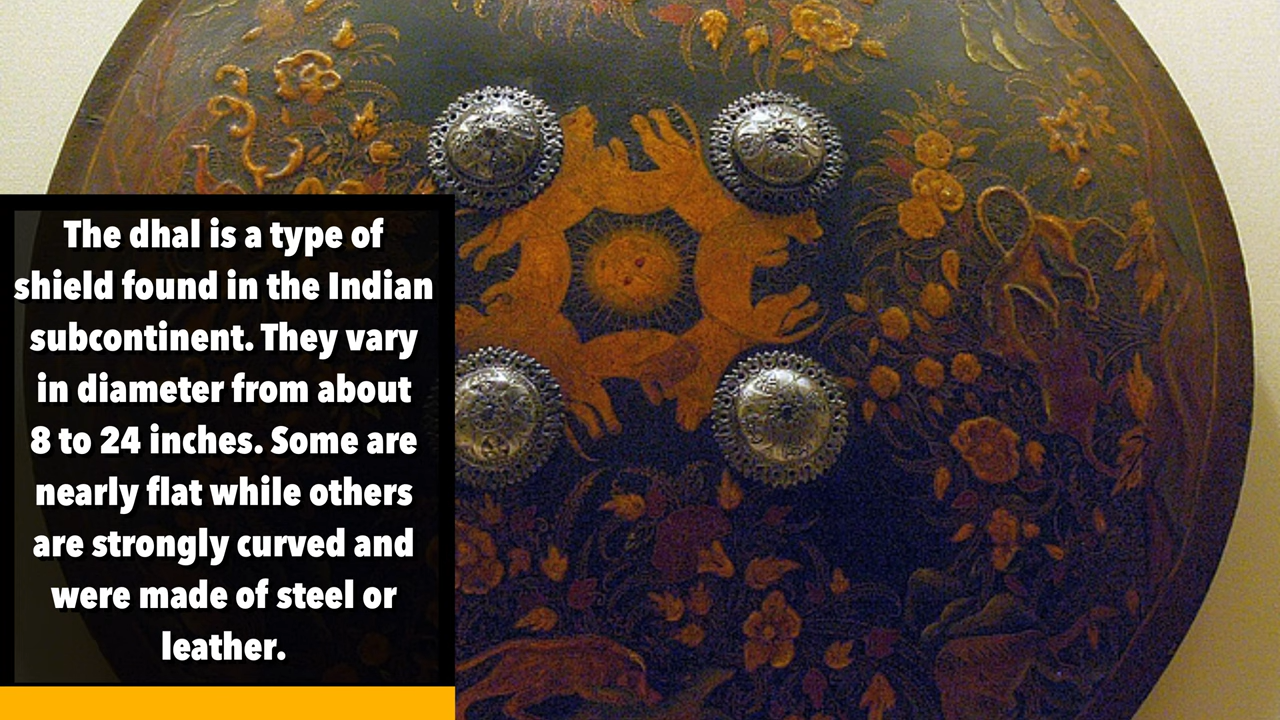 The dhal is a type of
shield found in the Indian
subcontinent. They vary
in diameter from about
8 to 24 inches. Some are
nearly flat while others
are strongly curved and
were made of steel or
leather.